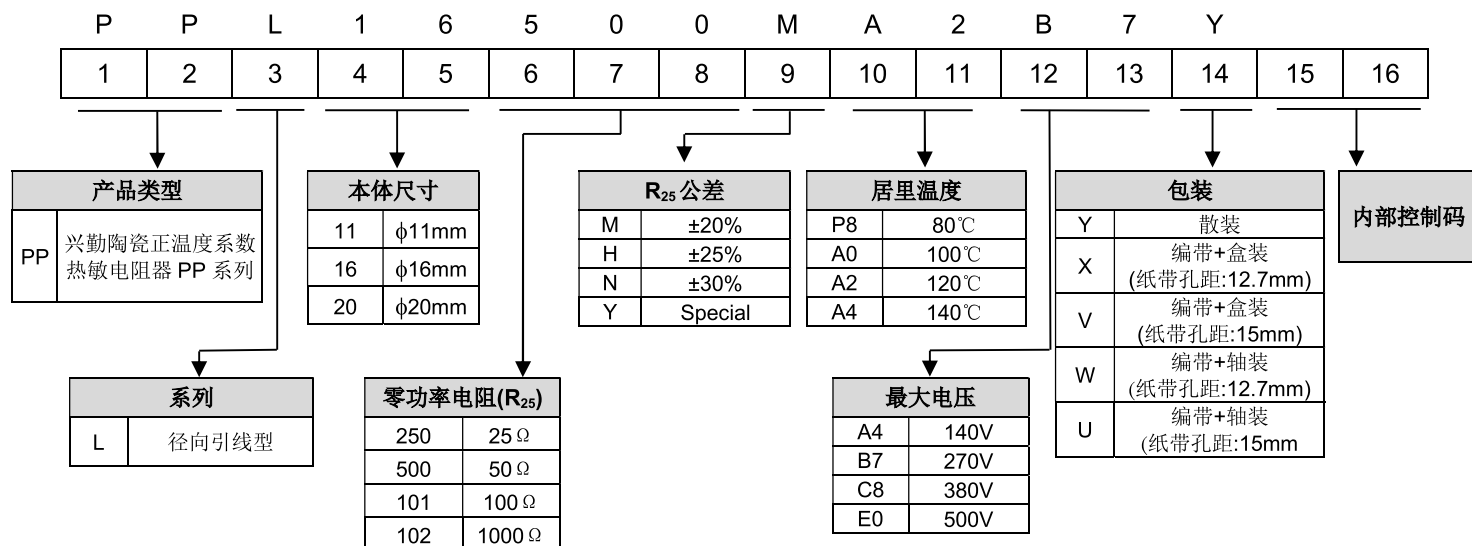 P P L 1 6 5 0 0 M A 2 B 7 Y
1 2 3 4 5 6 7 8 9 10 11 12 13 14 15 16
产品类型
PP 兴勤陶瓷正温度系数
热敏电阻器 PP 系列
本体尺寸
11 ϕ11mm
16 ϕ16mm
20 ϕ20mm
R25 公差
M ±20%
H ±25%
N ±30%
Y Special
居里温度
P8 80℃
A0 100℃
A2 120℃
A4 140℃
包装
Y 散装
X 编带+盒装
(纸带孔距:12.7mm)
V 编带+盒装
(纸带孔距:15mm)
W 编带+轴装
(纸带孔距:12.7mm)
U 编带+轴装
(纸带孔距:15mm
内部控制码
系列
L 径向引线型
零功率电阻(R25)
250 25Ω
500 50Ω
101 100Ω
102 1000Ω
最大电压
A4 140V
B7 270V
C8 380V
E0 500V